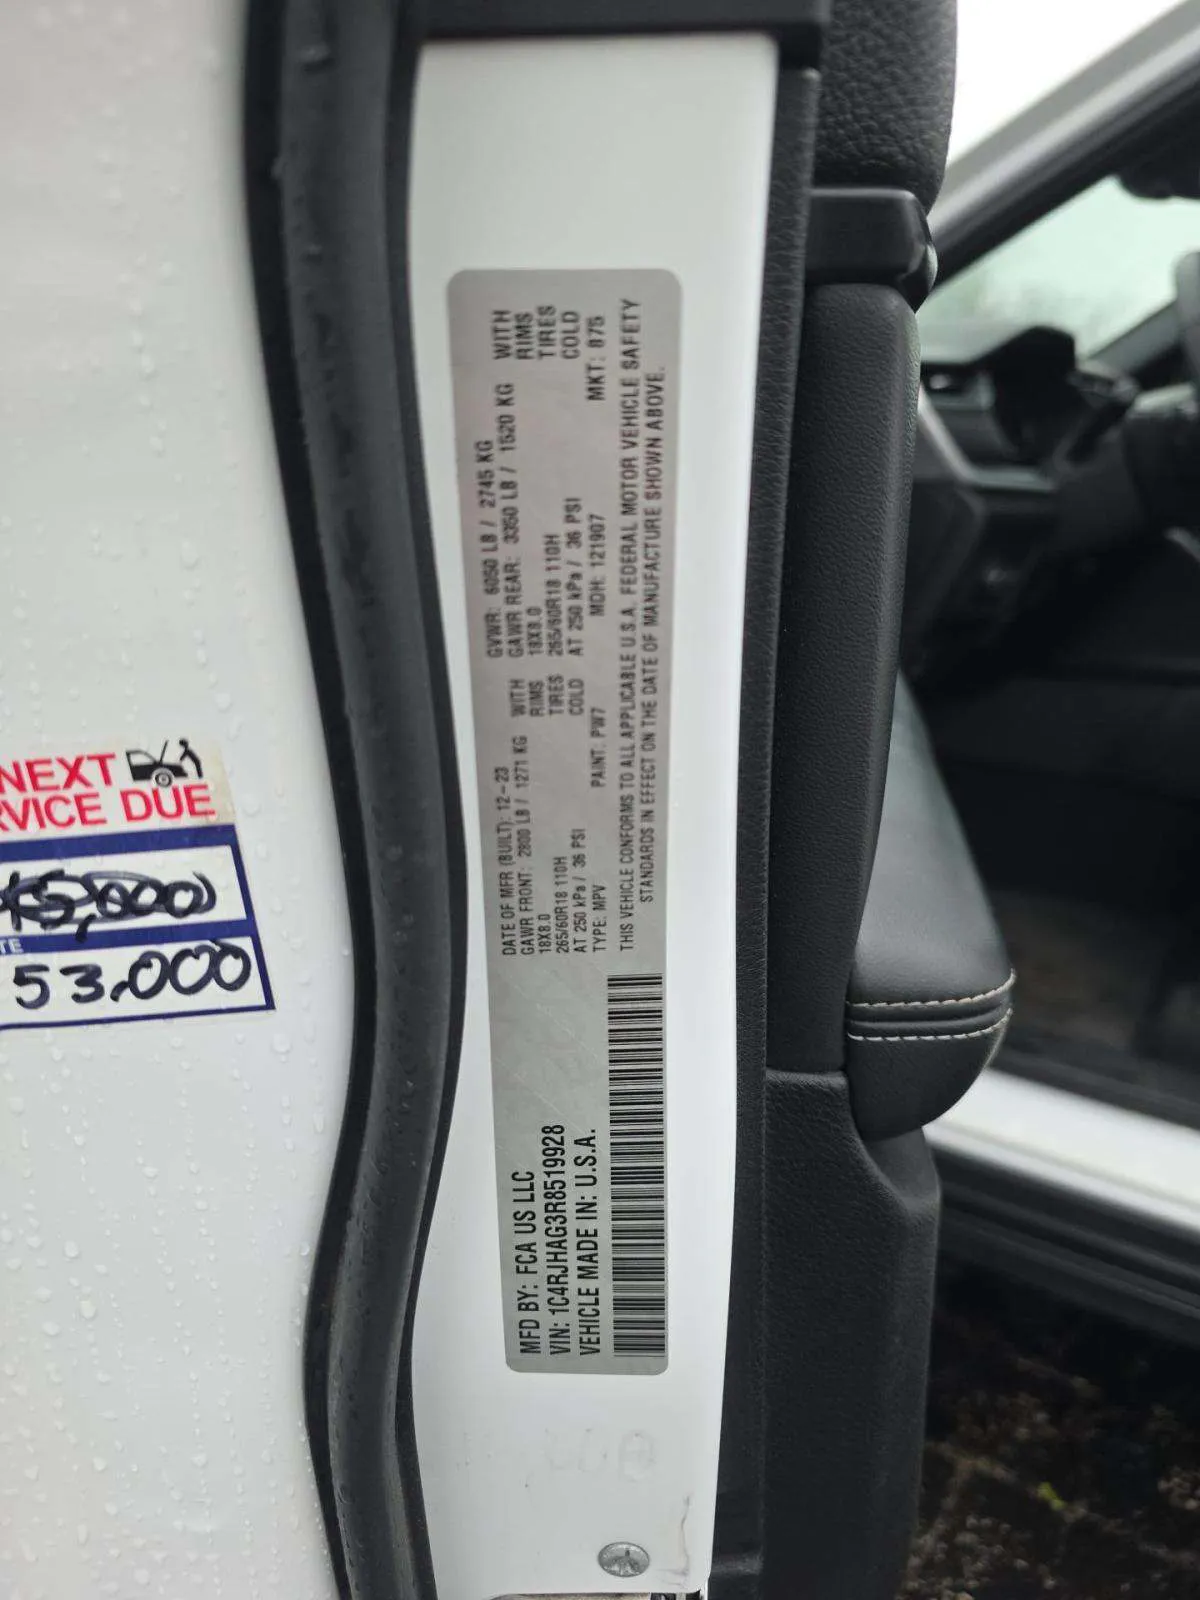 MFD BY: FCA US LLC
VIN: 1C4RJHAG3R8519928
VEHICLE MADE IN: U.S.A.
DATE OF MFR (BUILT): 12-23
GAWR FRONT: 2800 LB / 1271 KG WITH
18X8.0 RIMS
265/60R18 110H TIRES
AT 250 kPa / 36 PSI COLD
TYPE: MPV
PAINT: PW7
GVWR: 6050 LB / 2745 KG
GAWR REAR: 3350 LB / 1520 KG WITH
18X8.0 RIMS
265/60R18 110H TIRES
AT 250 kPa / 36 PSI COLD
MDH: 121907
MKT: 87S
THIS VEHICLE CONFORMS TO ALL APPLICABLE U.S.A. FEDERAL MOTOR VEHICLE SAFETY
STANDARDS IN EFFECT ON THE DATE OF MANUFACTURE SHOWN ABOVE.
NEXT
RVICE DUE
TE
53,000